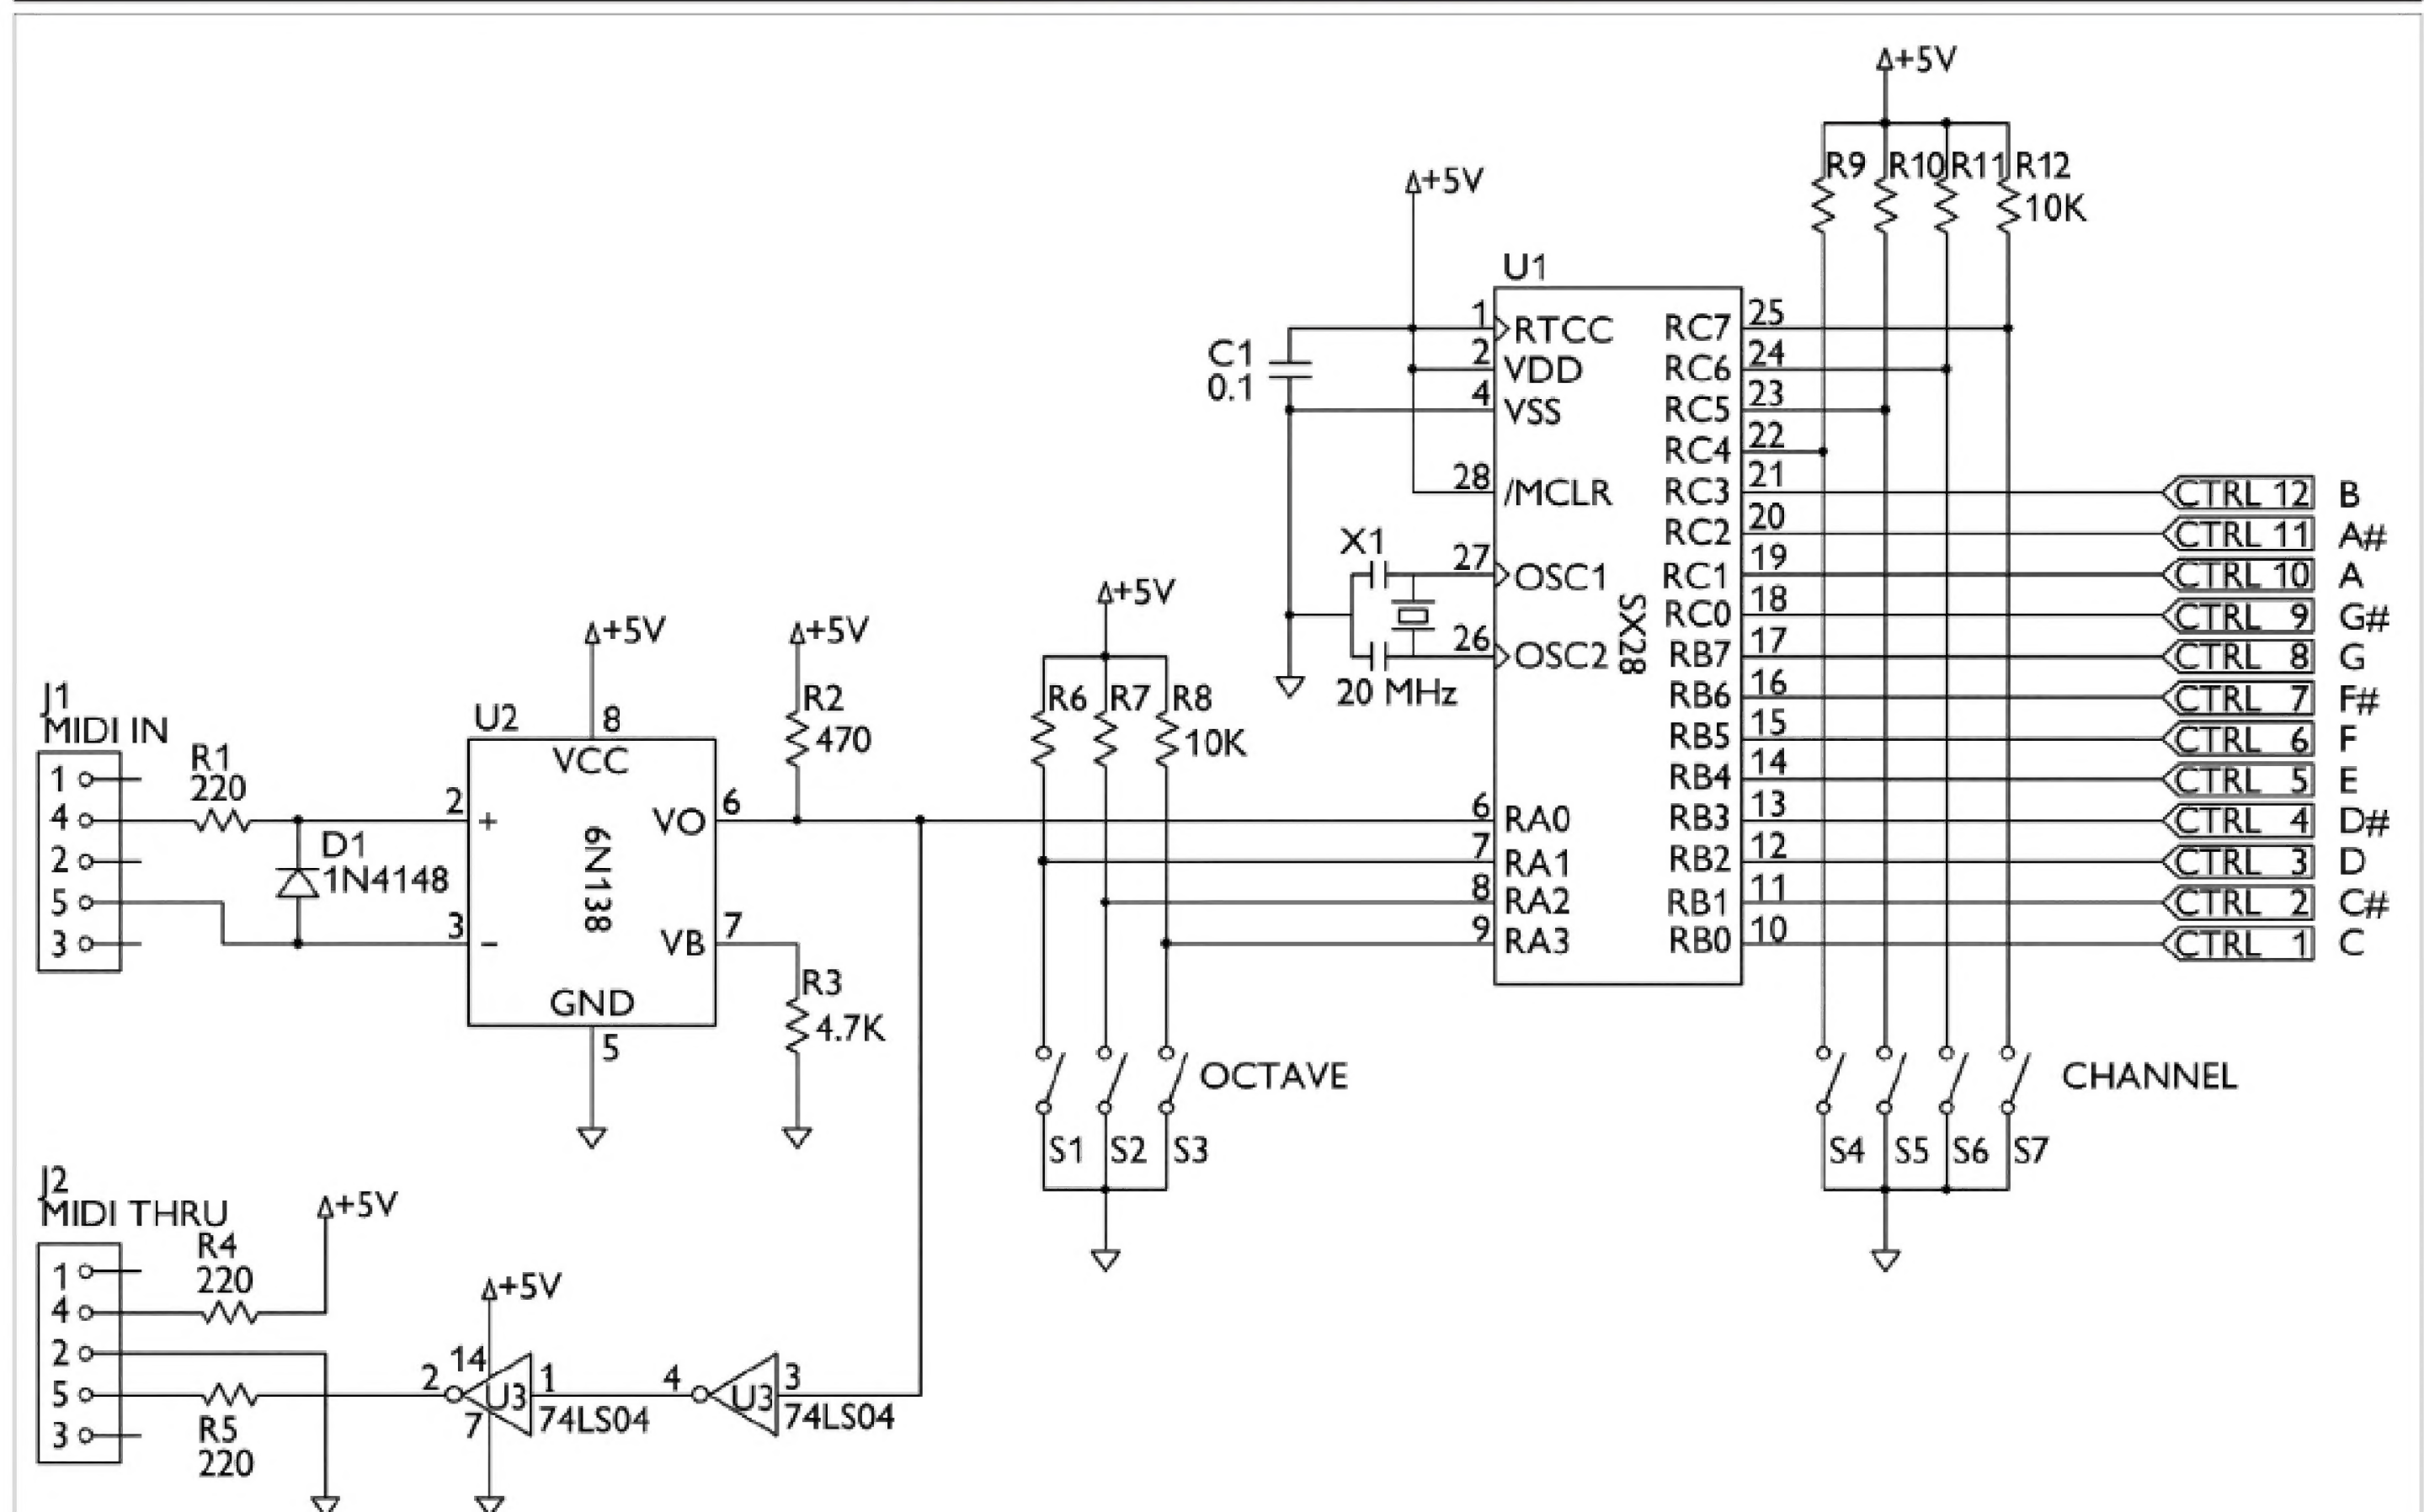 +5V
R9 R10 R11 R12
10K
+5V
U1
1 RTCC RC7 25
2 VDD RC6 24
4 VSS RC5 23
RC4 22
28 /MCLR RC3 21 CTRL 12 B
RC2 20 CTRL 11 A#
27 OSC1 RC1 19 CTRL 10 A
RC0 18 CTRL 9 G#
26 OSC2 RB7 17 CTRL 8 G
RB6 16 CTRL 7 F#
RB5 15 CTRL 6 F
RB4 14 CTRL 5 E
6 RA0 RB3 13 CTRL 4 D#
7 RA1 RB2 12 CTRL 3 D
8 RA2 RB1 11 CTRL 2 C#
9 RA3 RB0 10 CTRL 1 C
SX28
C1
0.1
X1
20 MHz
+5V
R6 R7 R8
10K
OCTAVE
S1 S2 S3
CHANNEL
S4 S5 S6 S7
J1
MIDI IN
1
4
2
5
3
R1
220
D1
1N4148
U2
+5V
8
VCC
2 + VO 6
6N138
3 - VB 7
GND
5
+5V
R2
470
R3
4.7K
J2
MIDI THRU
1
4
2
5
3
R4
220
+5V
R5
220
+5V
14
2 U3 1
7
74LS04
4 U3 3
74LS04